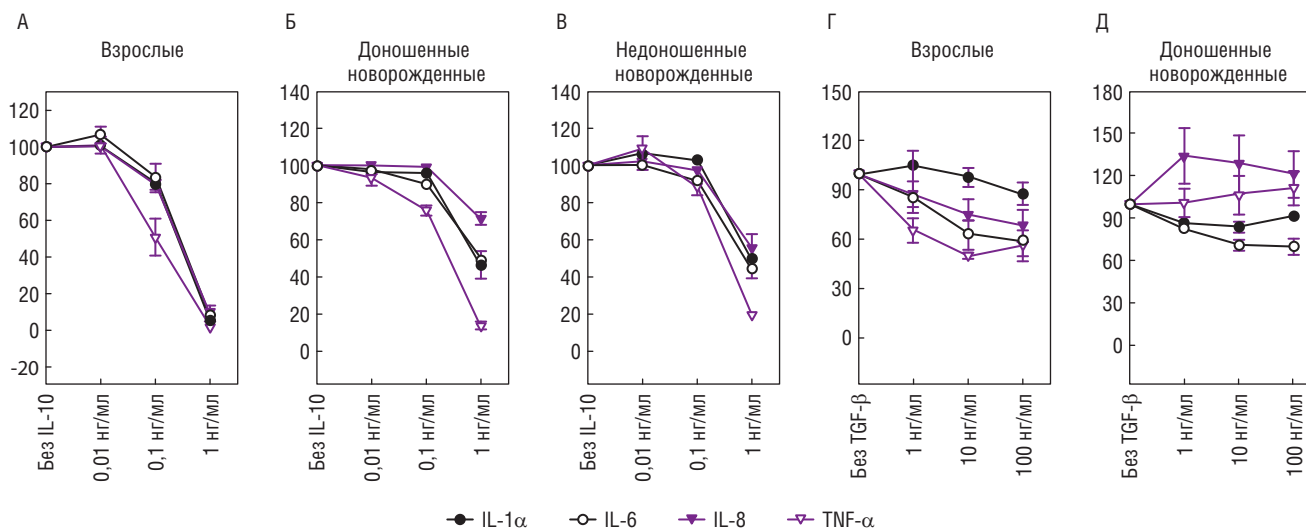 А
Взрослые
120
100
80
60
40
20
0
-20
Без IL-10
0,01 нг/мл
0,1 нг/мл
1 нг/мл
Б
Доношенные
новорожденные
140
120
100
80
60
40
20
0
Без IL-10
0,01 нг/мл
0,1 нг/мл
1 нг/мл
В
Недоношенные
новорожденные
140
120
100
80
60
40
20
0
Без IL-10
0,01 нг/мл
0,1 нг/мл
1 нг/мл
Г
Взрослые
150
120
90
60
30
0
Без TGF-β
1 нг/мл
10 нг/мл
100 нг/мл
Д
Доношенные
новорожденные
180
150
120
90
60
30
0
Без TGF-β
1 нг/мл
10 нг/мл
100 нг/мл
IL-1α IL-6 IL-8 TNF-α